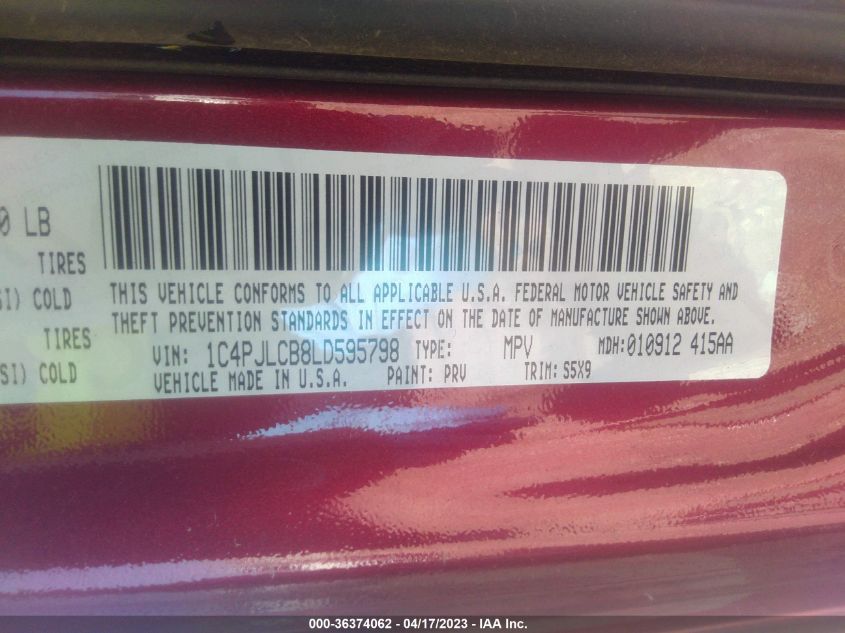 0 LB
TIRES
SI) COLD
TIRES
SI) COLD
THIS VEHICLE CONFORMS TO ALL APPLICABLE U.S.A. FEDERAL MOTOR VEHICLE SAFETY AND
THEFT PREVENTION STANDARDS IN EFFECT ON THE DATE OF MANUFACTURE SHOWN ABOVE.
VIN: 1C4PJLCB8LD595798 TYPE: MPV MDH:010912 415AA
VEHICLE MADE IN U.S.A. PAINT: PRV TRIM: S5X9
000-36374062 - 04/17/2023 - IAA Inc.